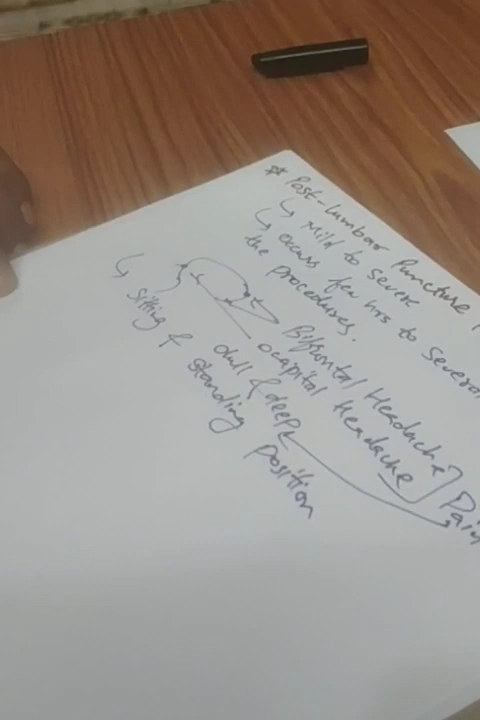 * Post-Lumbar Puncture
↳ Mild to severe
↳ occurs few hrs to several
the procedures.
Bifrontal Headache
occipital Headache
Pain
dull & deep
↳ sitting &
standing
position